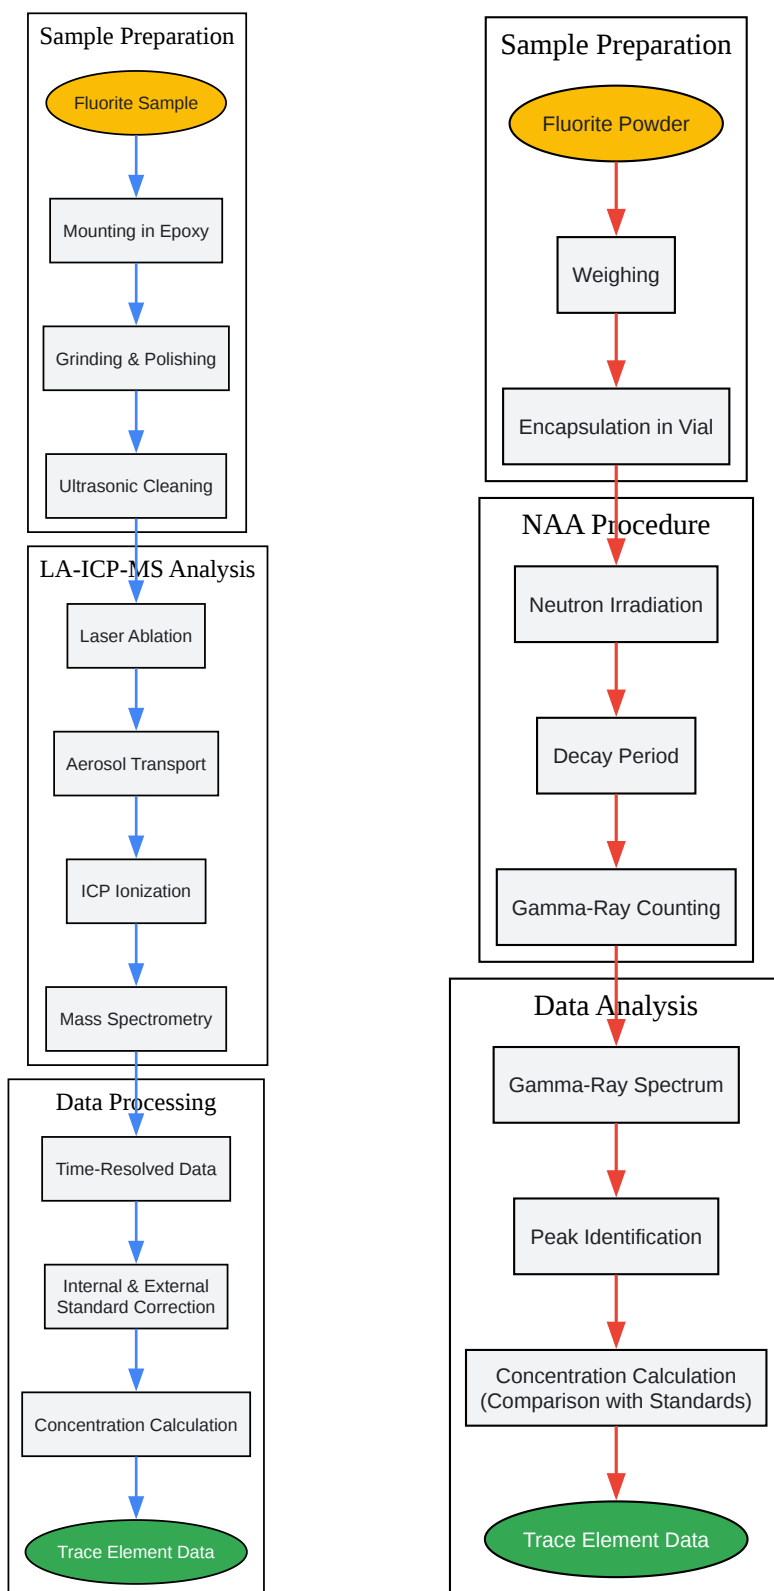 Sample Preparation
Fluorite Sample
Mounting in Epoxy
Grinding & Polishing
Ultrasonic Cleaning
LA-ICP-MS Analysis
Laser Ablation
Aerosol Transport
ICP Ionization
Mass Spectrometry
Data Processing
Time-Resolved Data
Internal & External
Standard Correction
Concentration Calculation
Trace Element Data
Sample Preparation
Fluorite Powder
Weighing
Encapsulation in Vial
NAA Procedure
Neutron Irradiation
Decay Period
Gamma-Ray Counting
Data Analysis
Gamma-Ray Spectrum
Peak Identification
Concentration Calculation
(Comparison with Standards)
Trace Element Data